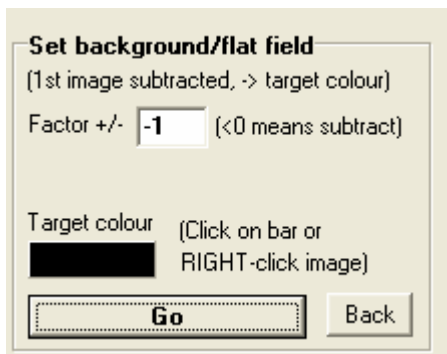 Set background/flat field
(1st image subtracted, -> target colour)
Factor +/- -1 (<0 means subtract)
Target colour (Click on bar or
RIGHT-click image)
Go Back